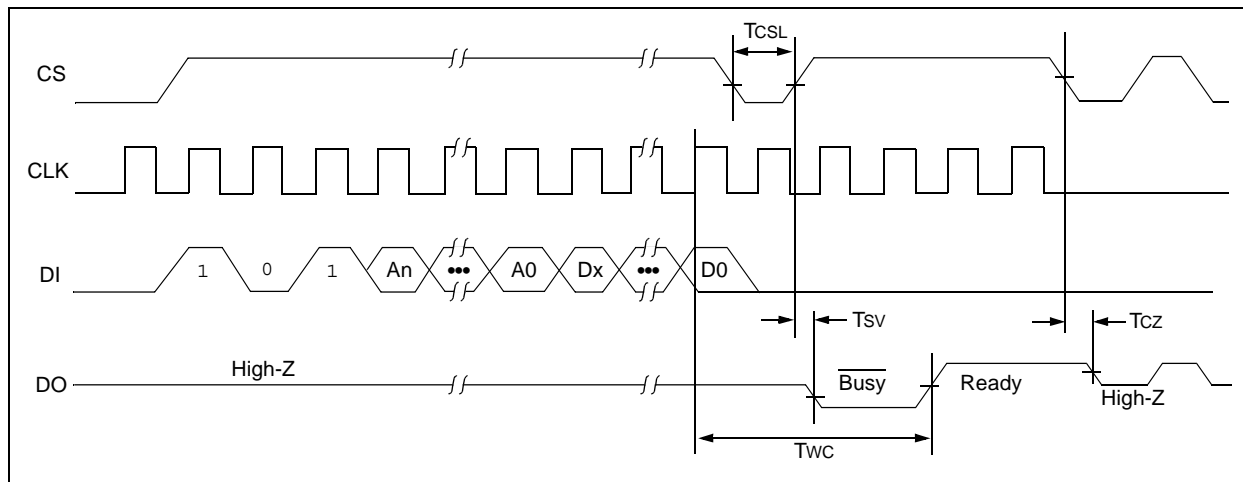 TCSL
CS
CLK
DI 1 0 1 An ••• A0 Dx ••• D0
TSV TCZ
DO High-Z Busy Ready High-Z
TWC